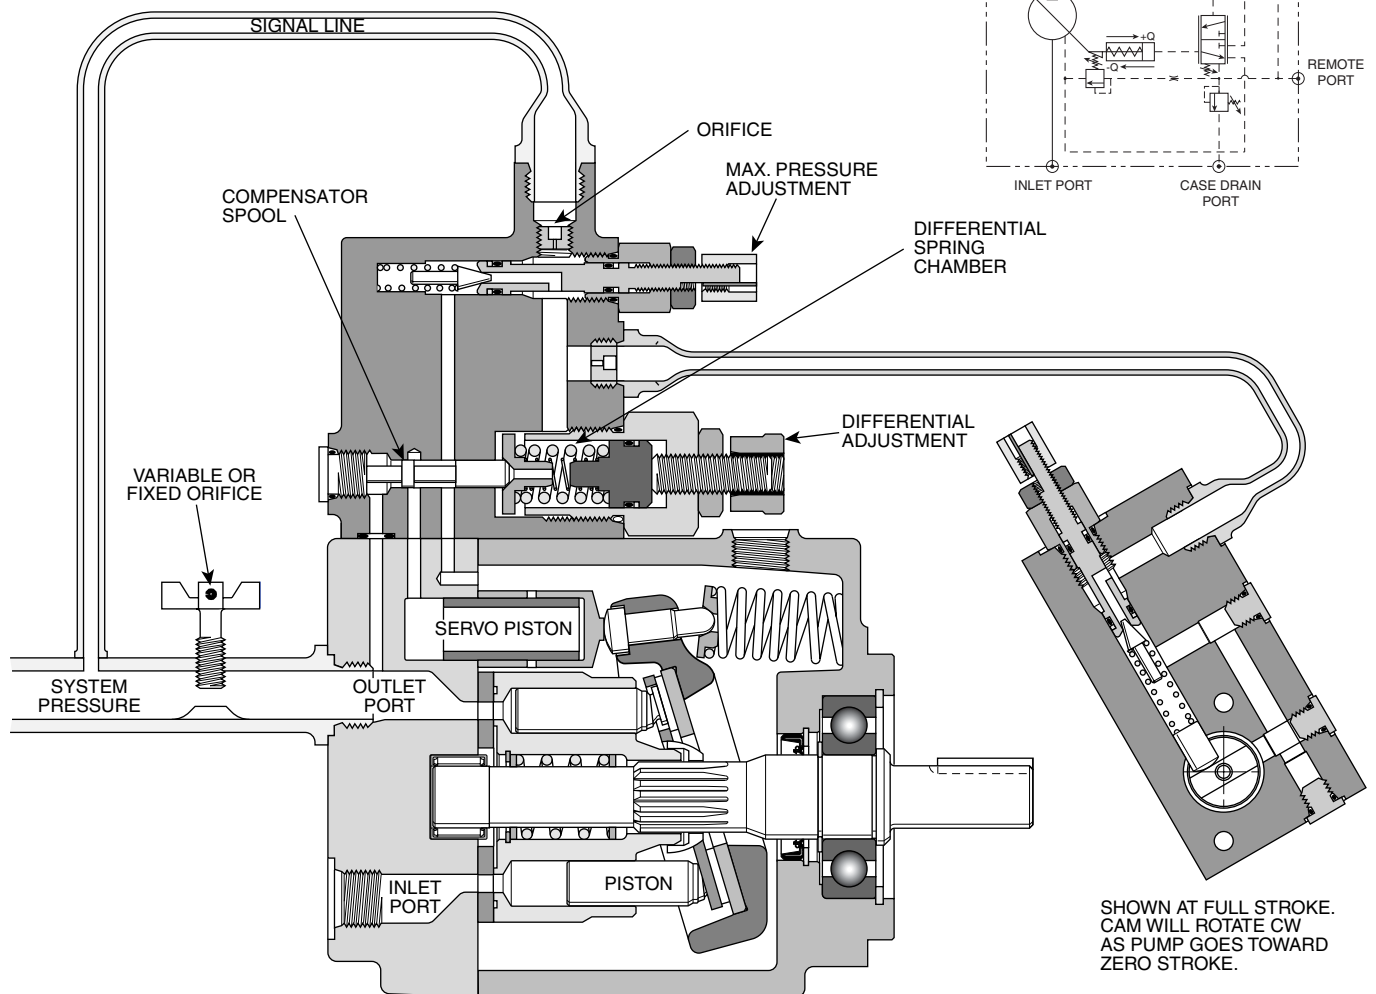 SIGNAL LINE
+Q
-Q
REMOTE
PORT
INLET PORT
CASE DRAIN
PORT
ORIFICE
MAX. PRESSURE
ADJUSTMENT
COMPENSATOR
SPOOL
DIFFERENTIAL
SPRING
CHAMBER
VARIABLE OR
FIXED ORIFICE
DIFFERENTIAL
ADJUSTMENT
SERVO PISTON
SYSTEM
PRESSURE
OUTLET
PORT
INLET
PORT
PISTON
SHOWN AT FULL STROKE.
CAM WILL ROTATE CW
AS PUMP GOES TOWARD
ZERO STROKE.